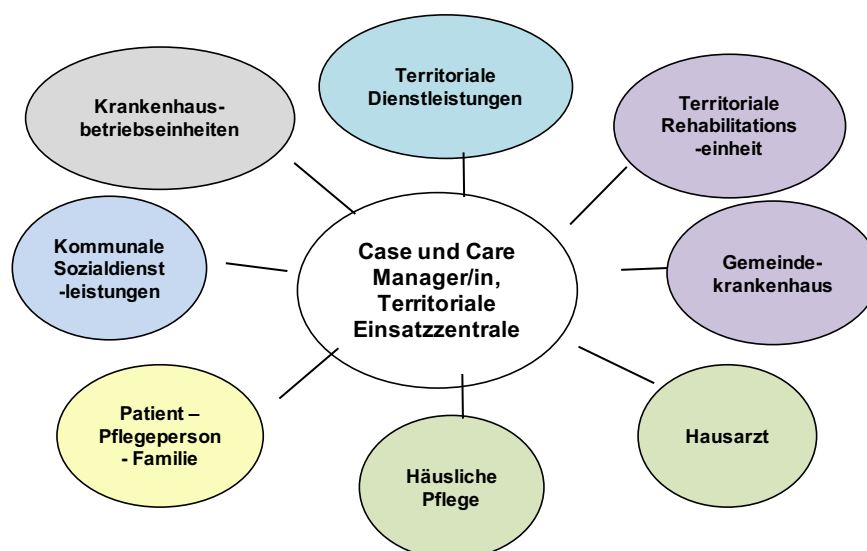 Krankenhaus-
betriebseinheiten
Territoriale
Dienstleistungen
Territoriale
Rehabilitations
-einheit
Kommunale
Sozialdienst
-leistungen
Case und Care
Manager/in,
Territoriale
Einsatzzentrale
Gemeinde-
krankenhaus
Patient –
Pflegeperson
- Familie
Häusliche
Pflege
Hausarzt